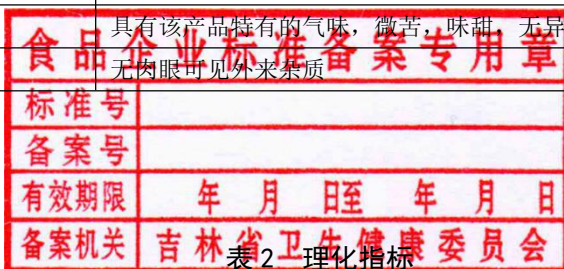 具有该产品特有的气味，微苦，味甜，无异
食品企业标准备案专用章
无肉眼可见外来杂质
标准号
备案号
有效期限 年 月 日至 年 月 日
备案机关 吉林省卫生健康委员会
表2 理化指标